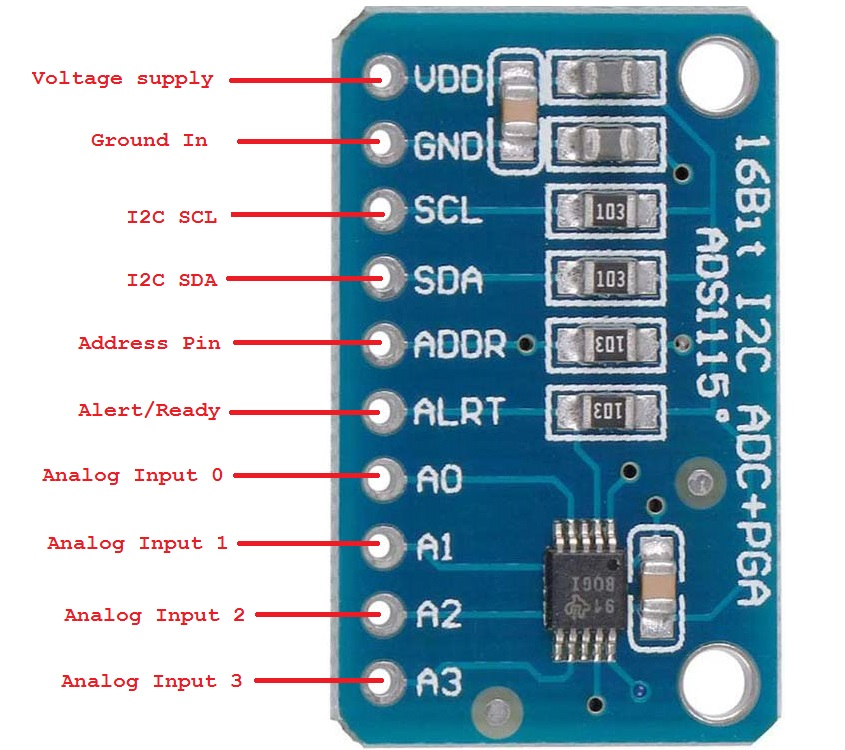 Voltage supply
VDD
Ground In
GND
I2C SCL
SCL
103
I2C SDA
SDA
103
Address Pin
ADDR
103
Alert/Ready
ALRT
103
Analog Input 0
A0
Analog Input 1
A1
Analog Input 2
A2
Analog Input 3
A3
16Bit I2C ADC+PGA
ADS1115
BOGI